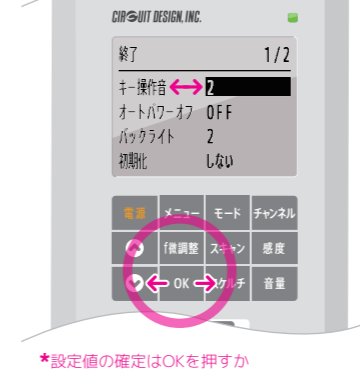 CIRCUIT DESIGN, INC.
終了 1/2
キー操作音 2
オートパワーオフ OFF
バックライト 2
初期化 しない
電源 メニュー モード チャンネル
f微調整 スキャン 感度
OK スケルチ 音量
*設定値の確定はOKを押すか